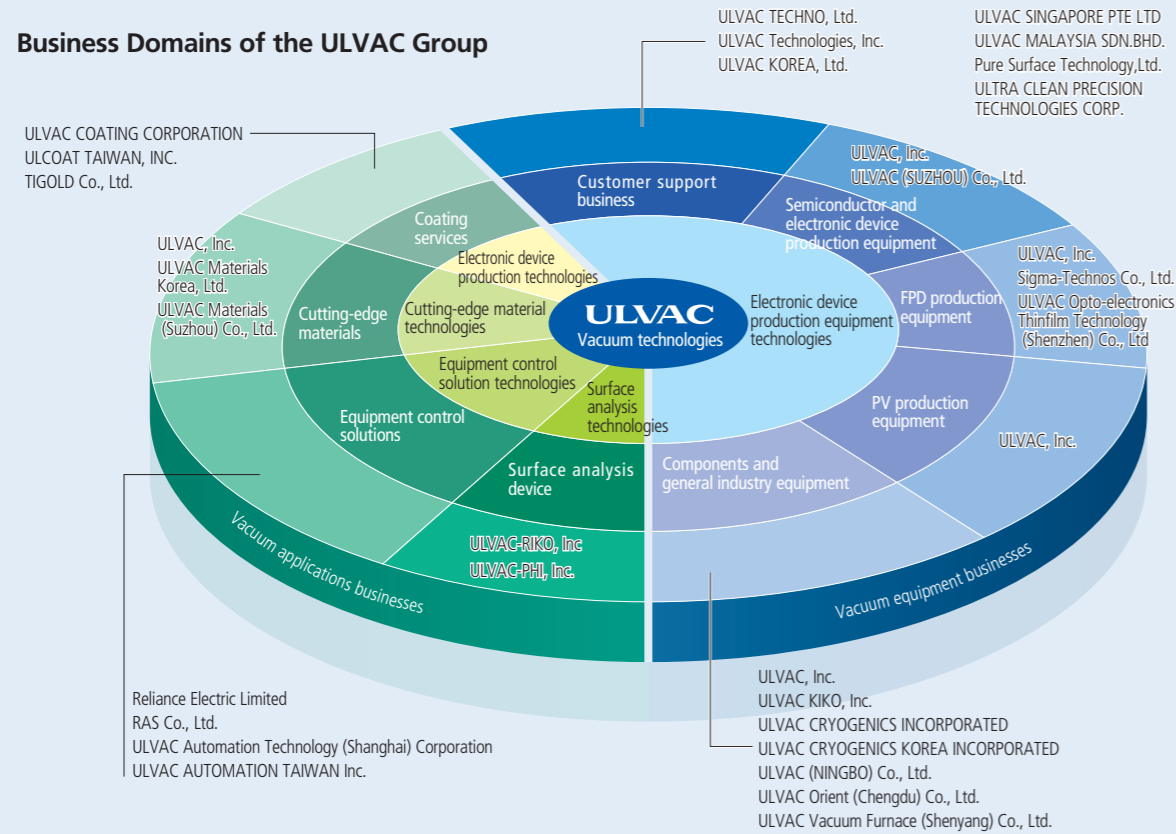 Business Domains of the ULVAC Group
ULVAC TECHNO, Ltd.
ULVAC Technologies, Inc.
ULVAC KOREA, Ltd.
ULVAC SINGAPORE PTE LTD
ULVAC MALAYSIA SDN.BHD.
Pure Surface Technology,Ltd.
ULTRA CLEAN PRECISION
TECHNOLOGIES CORP.
ULVAC COATING CORPORATION
ULCOAT TAIWAN, INC.
TIGOLD Co., Ltd.
ULVAC, Inc.
ULVAC (SUZHOU) Co., Ltd.
Customer support
business
Semiconductor and
electronic device
production equipment
Coating
services
ULVAC, Inc.
ULVAC Materials
Korea, Ltd.
ULVAC Materials
(Suzhou) Co., Ltd.
Electronic device
production technologies
ULVAC, Inc.
Sigma-Technos Co., Ltd.
ULVAC Opto-electronics
Thinfilm Technology
(Shenzhen) Co., Ltd
Cutting-edge
materials
Cutting-edge material
technologies
ULVAC
Vacuum technologies
Electronic device
production equipment
technologies
FPD production
equipment
Equipment control
solution technologies
Surface
analysis
technologies
PV production
equipment
ULVAC, Inc.
Equipment control
solutions
Surface analysis
device
Components and
general industry equipment
ULVAC-RIKO, Inc
ULVAC-PHI, Inc.
Vacuum applications businesses
Vacuum equipment businesses
Reliance Electric Limited
RAS Co., Ltd.
ULVAC Automation Technology (Shanghai) Corporation
ULVAC AUTOMATION TAIWAN Inc.
ULVAC, Inc.
ULVAC KIKO, Inc.
ULVAC CRYOGENICS INCORPORATED
ULVAC CRYOGENICS KOREA INCORPORATED
ULVAC (NINGBO) Co., Ltd.
ULVAC Orient (Chengdu) Co., Ltd.
ULVAC Vacuum Furnace (Shenyang) Co., Ltd.